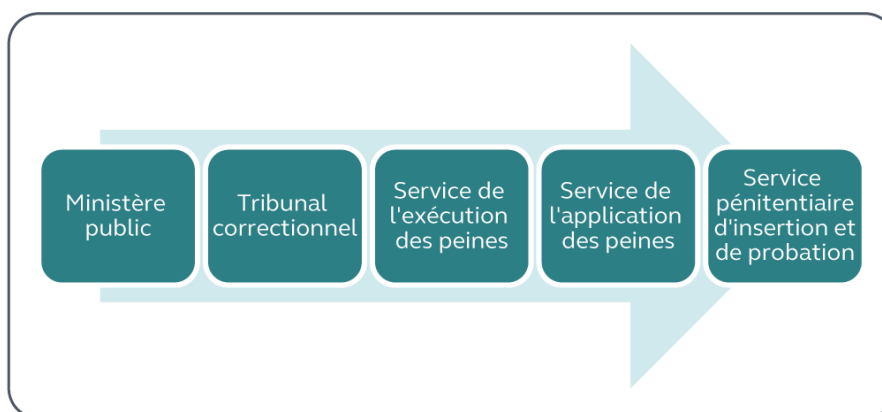 Ministère
public
Tribunal
correctionnel
Service de
l'exécution
des peines
Service de
l'application
des peines
Service
pénitentiaire
d'insertion et
de probation